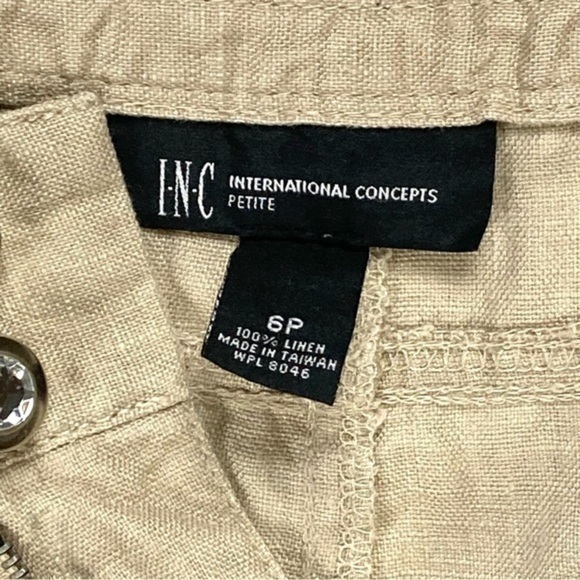 I·N·C INTERNATIONAL CONCEPTS
PETITE
6P
100% LINEN
MADE IN TAIWAN
WPL 8046